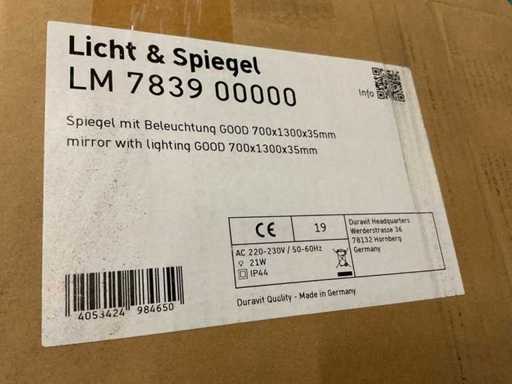 Licht & Spiegel
LM 7839 00000
Info
Spiegel mit Beleuchtung GOOD 700x1300x35mm
mirror with lighting GOOD 700x1300x35mm
CE
19
Duravit Headquarters
Werderstrasse 36
78132 Hornberg
Germany
AC 220-230V / 50-60Hz
21W
IP44
4053424 984650
Duravit Quality - Made in Germany